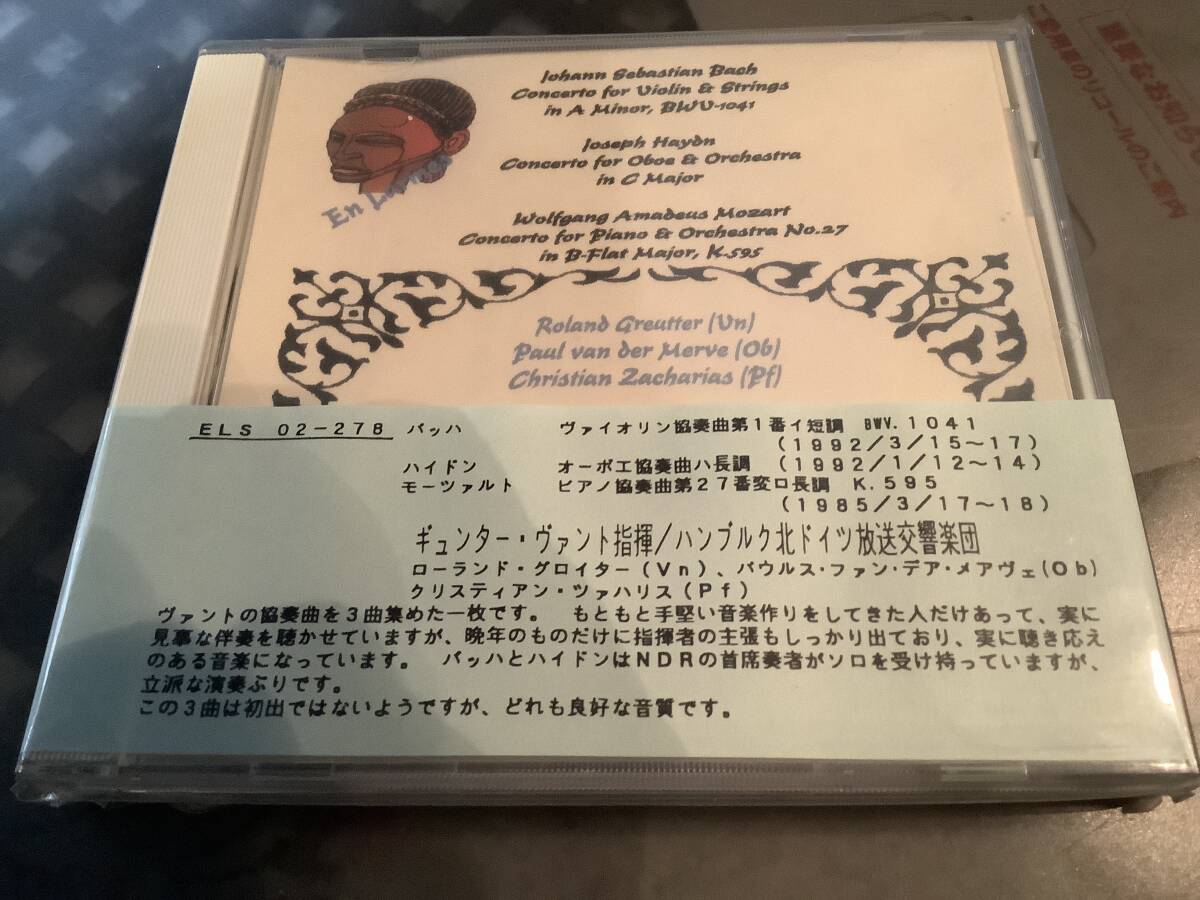 Johann Sebastian Bach
Concerto for Violin & Strings
in A Minor, BWV-1041
Joseph Haydn
Concerto for Oboe & Orchestra
in C Major
Wolfgang Amadeus Mozart
Concerto for Piano & Orchestra No.27
in B-Flat Major, K.595
En
Roland Greutter (Vn)
Paul van der Merve (Ob)
Christian Zacharias (Pf)
ELS 02-278 バッハ ヴァイオリン協奏曲第1番イ短調 BWV.1041
(1992/3/15~17)
ハイドン オーボエ協奏曲ハ長調 (1992/1/12~14)
モーツァルト ピアノ協奏曲第27番変ロ長調 K.595
(1985/3/17~18)
ギュンター・ヴァント指揮/ハンブルク北ドイツ放送交響楽団
ローランド・グロイター(Vn)、パウルス・ファン・デア・メアヴェ(Ob)
クリスティアン・ツァハリス(Pf)
ヴァントの協奏曲を3曲集めた一枚です。 もともと手堅い音楽作りをしてきた人だけあって、実に
見事な伴奏を聴かせていますが、晩年のものだけに指揮者の主張もしっかり出ており、実に聴き応え
のある音楽になっています。 バッハとハイドンはNDRの首席奏者がソロを受け持っていますが、
立派な演奏ぶりです。
この3曲は初出ではないようですが、どれも良好な音質です。
のリコールのご案内